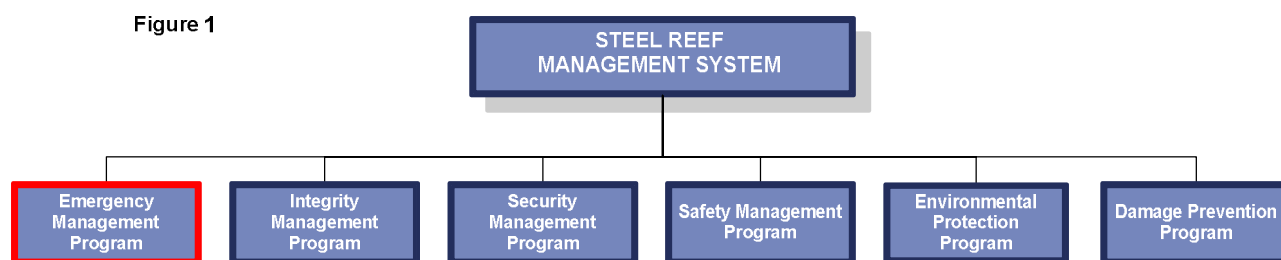 Figure 1
STEEL REEF
MANAGEMENT SYSTEM
Emergency
Management
Program
Integrity
Management
Program
Security
Management
Program
Safety Management
Program
Environmental
Protection
Program
Damage Prevention
Program